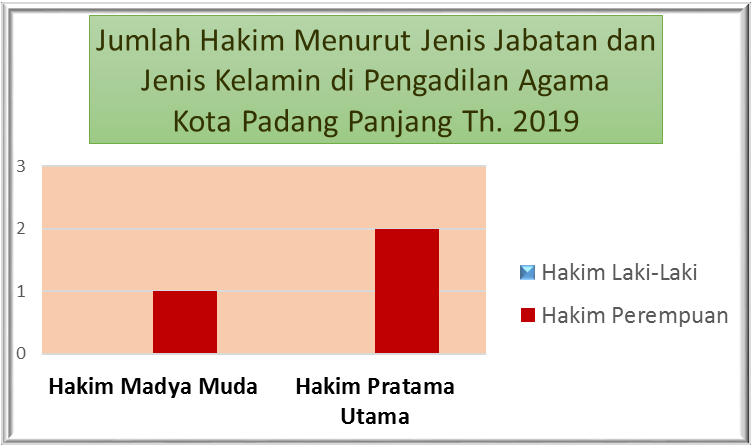 Jumlah Hakim Menurut Jenis Jabatan dan
Jenis Kelamin di Pengadilan Agama
Kota Padang Panjang Th. 2019
3
2
1
0
Hakim Madya Muda
Hakim Pratama
Utama
Hakim Laki-Laki
Hakim Perempuan